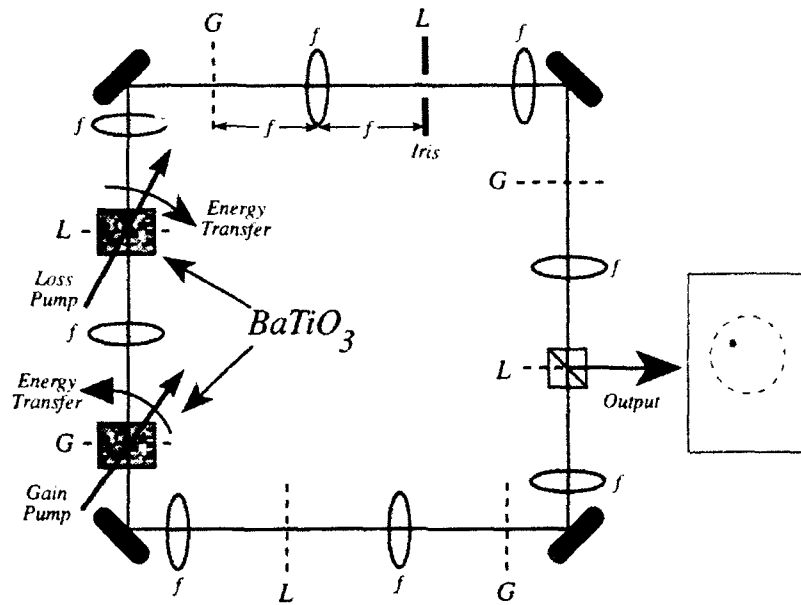 G
f
L
f
f
f
f
Iris
G
Energy
Transfer
L
Loss
Pump
f
BaTiO3
f
Energy
Transfer
L
Output
G
Gain
Pump
f
f
L
f
G